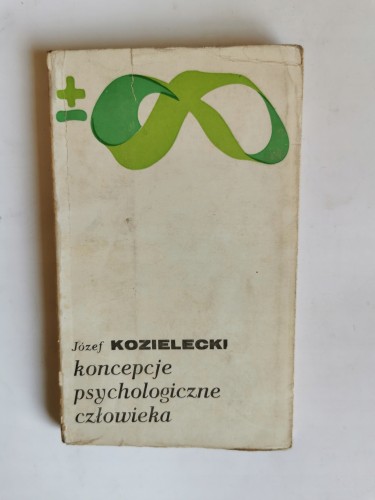 ±
Józef KOZIELECKI
koncepcje
psychologiczne
człowieka